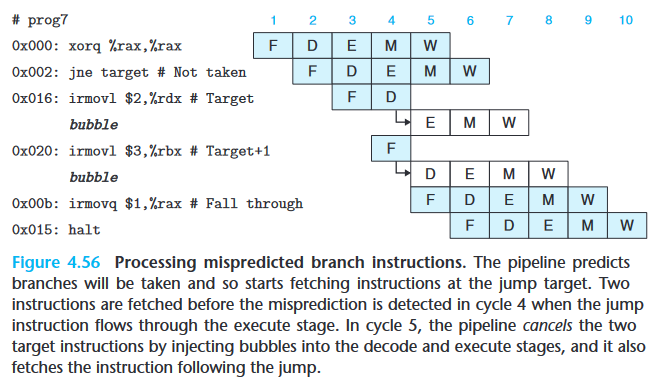 # prog7 1 2 3 4 5 6 7 8 9 10
0x000: xorq %rax,%rax F D E M W
0x002: jne target # Not taken F D E M W
0x016: irmovl $2,%rdx # Target F D
bubble E M W
0x020: irmovl $3,%rbx # Target+1 F
bubble D E M W
0x00b: irmovq $1,%rax # Fall through F D E M W
0x015: halt F D E M W
Figure 4.56 Processing mispredicted branch instructions. The pipeline predicts
branches will be taken and so starts fetching instructions at the jump target. Two
instructions are fetched before the misprediction is detected in cycle 4 when the jump
instruction flows through the execute stage. In cycle 5, the pipeline cancels the two
target instructions by injecting bubbles into the decode and execute stages, and it also
fetches the instruction following the jump.